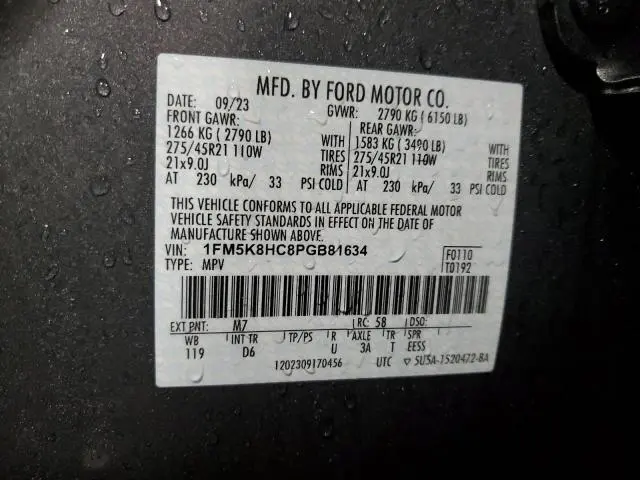 MFD. BY FORD MOTOR CO.
DATE: 09/23 GVWR: 2790 KG ( 6150 LB)
FRONT GAWR: REAR GAWR:
1266 KG ( 2790 LB) WITH 1583 KG ( 3490 LB) WITH
275/45R21 110W TIRES 275/45R21 110W TIRES
21x9.0J RIMS 21x9.0J RIMS
AT 230 kPa/ 33 PSI COLD AT 230 kPa/ 33 PSI COLD
THIS VEHICLE CONFORMS TO ALL APPLICABLE FEDERAL MOTOR
VEHICLE SAFETY STANDARDS IN EFFECT ON THE DATE OF
MANUFACTURE SHOWN ABOVE.
VIN: 1FM5K8HC8PGB81634 F0110
TYPE: MPV T0192
EXT PNT: M7 RC: 58 DSO:
WB INT TR TP/PS R AXLE TR SPR
119 D6 U 3A T EESS
1202309170456 UTC ▽ 5U5A-1520472-BA